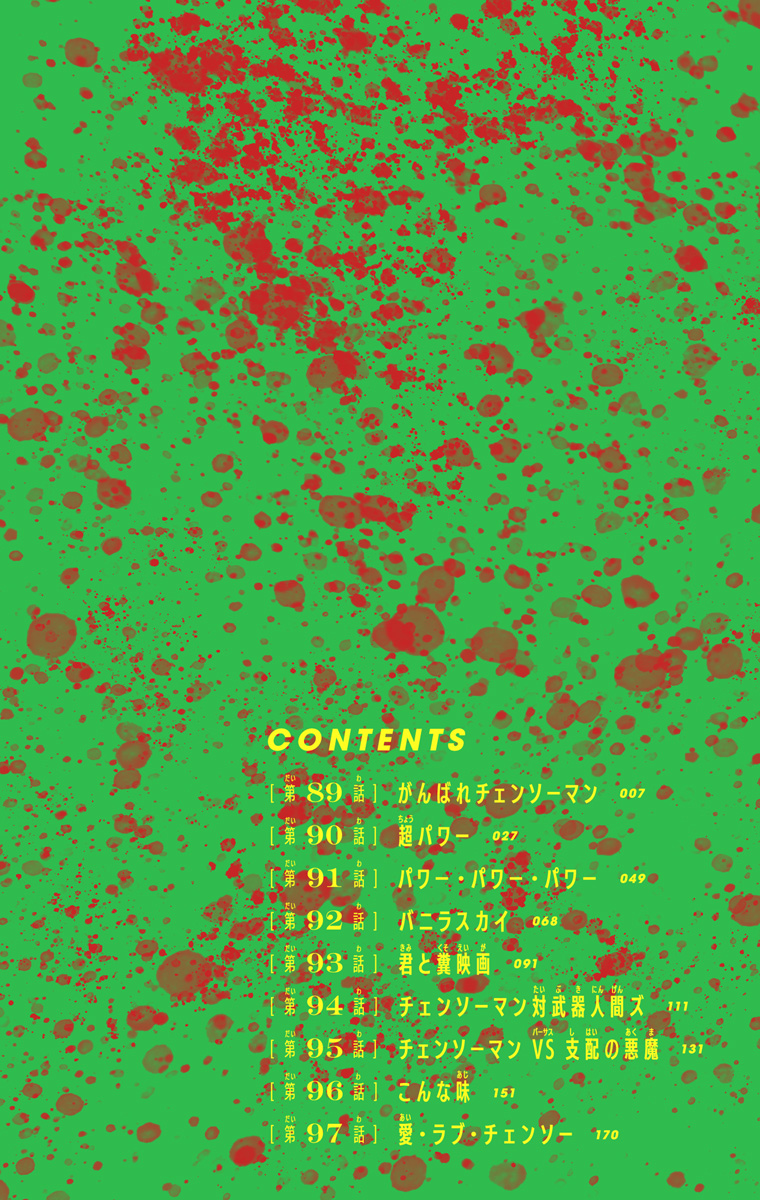 CONTENTS
[第89話] がんばれチェンソーマン 007
[第90話] 超パワー 027
[第91話] パワー・パワー・パワー 049
[第92話] バニラスカイ 068
[第93話] 君と糞映画 091
[第94話] チェンソーマン対武器人間ズ 111
[第95話] チェンソーマン VS 支配の悪魔 131
[第96話] こんな味 151
[第97話] 愛・ラブ・チェンソー 170